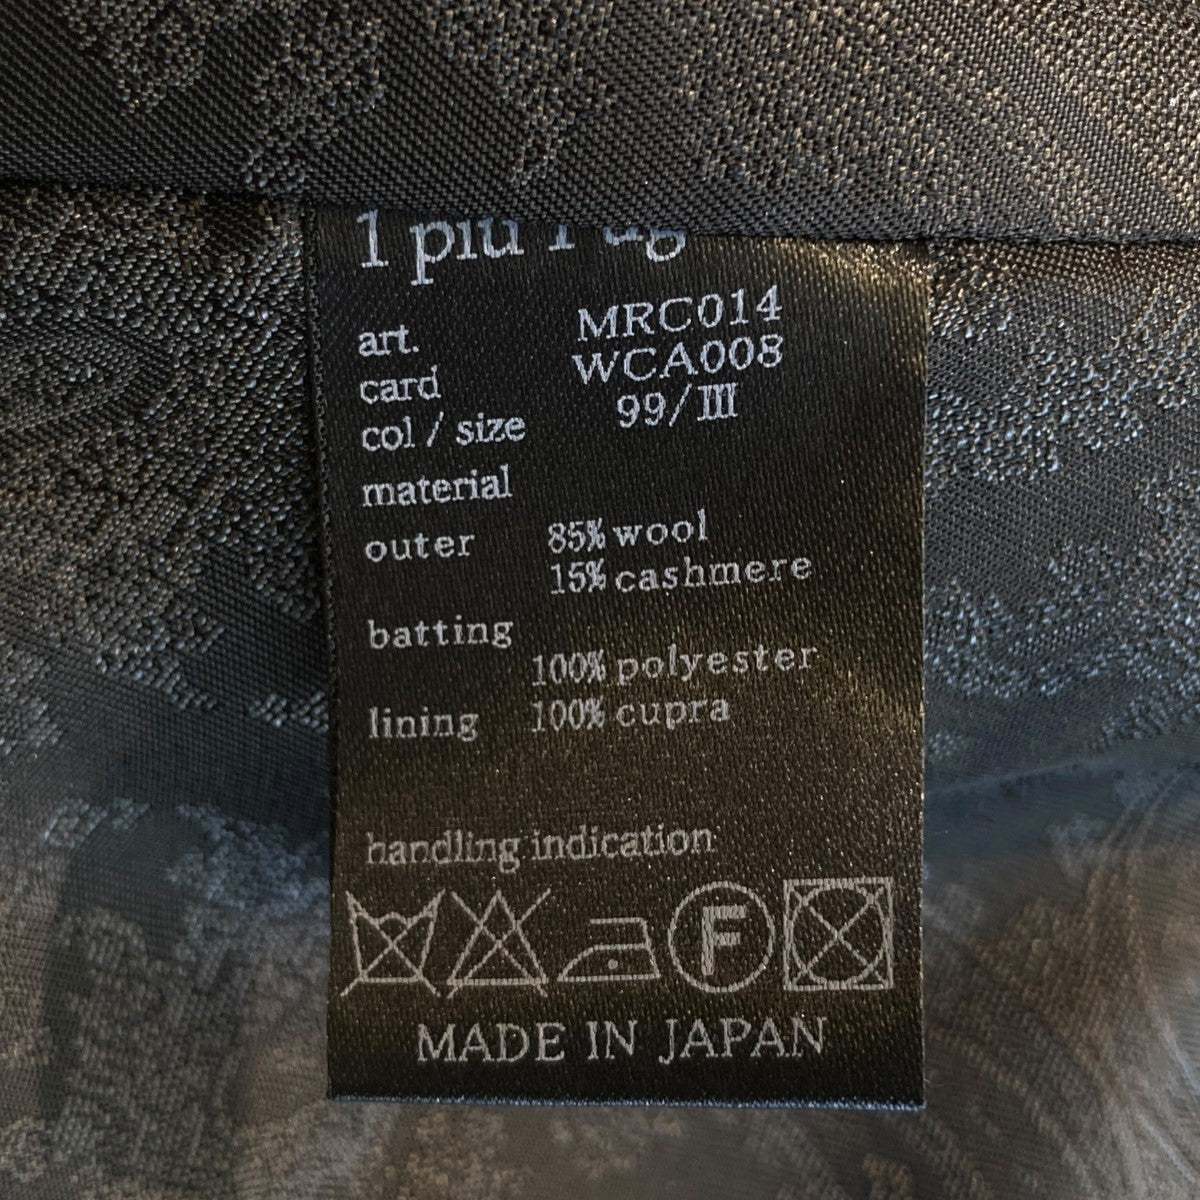 1 più
art. MRC014
card WCA008
col / size 99/Ⅲ
material
outer 85% wool
15% cashmere
batting
100% polyester
lining 100% cupra
handling indication
F
MADE IN JAPAN